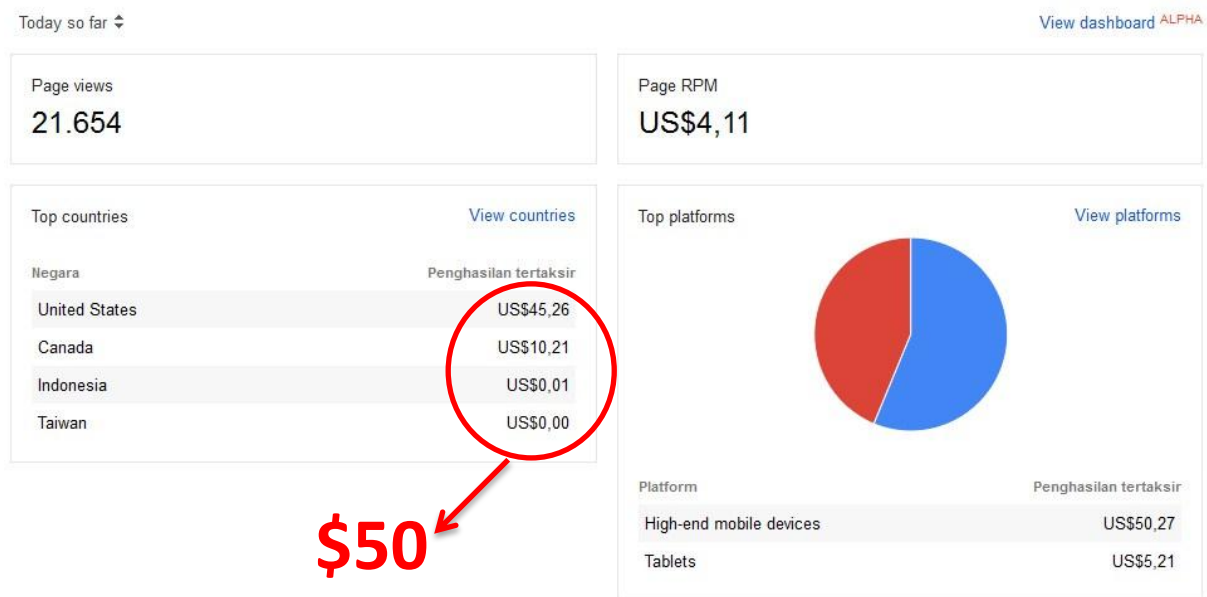 Today so far
View dashboard ALPHA
Page views
21.654
Page RPM
US$4,11
Top countries
View countries
Negara
Penghasilan tertaksir
United States
US$45,26
Canada
US$10,21
Indonesia
US$0,01
Taiwan
US$0,00
$50
Top platforms
View platforms
Platform
Penghasilan tertaksir
High-end mobile devices
US$50,27
Tablets
US$5,21